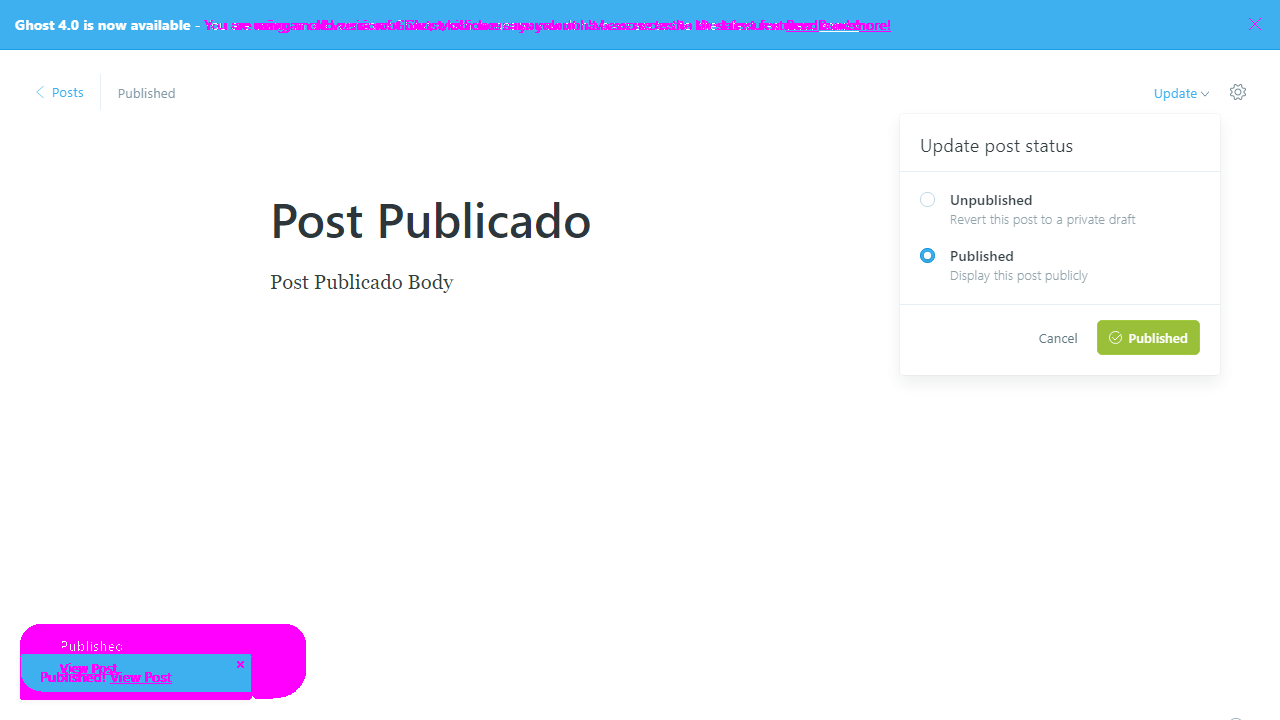 Ghost 4.0 is now available -
Posts
Published
Update
Update post status
Unpublished
Revert this post to a private draft
Published
Display this post publicly
Cancel
Published
Post Publicado
Post Publicado Body
Published
View Post
Published! View Post